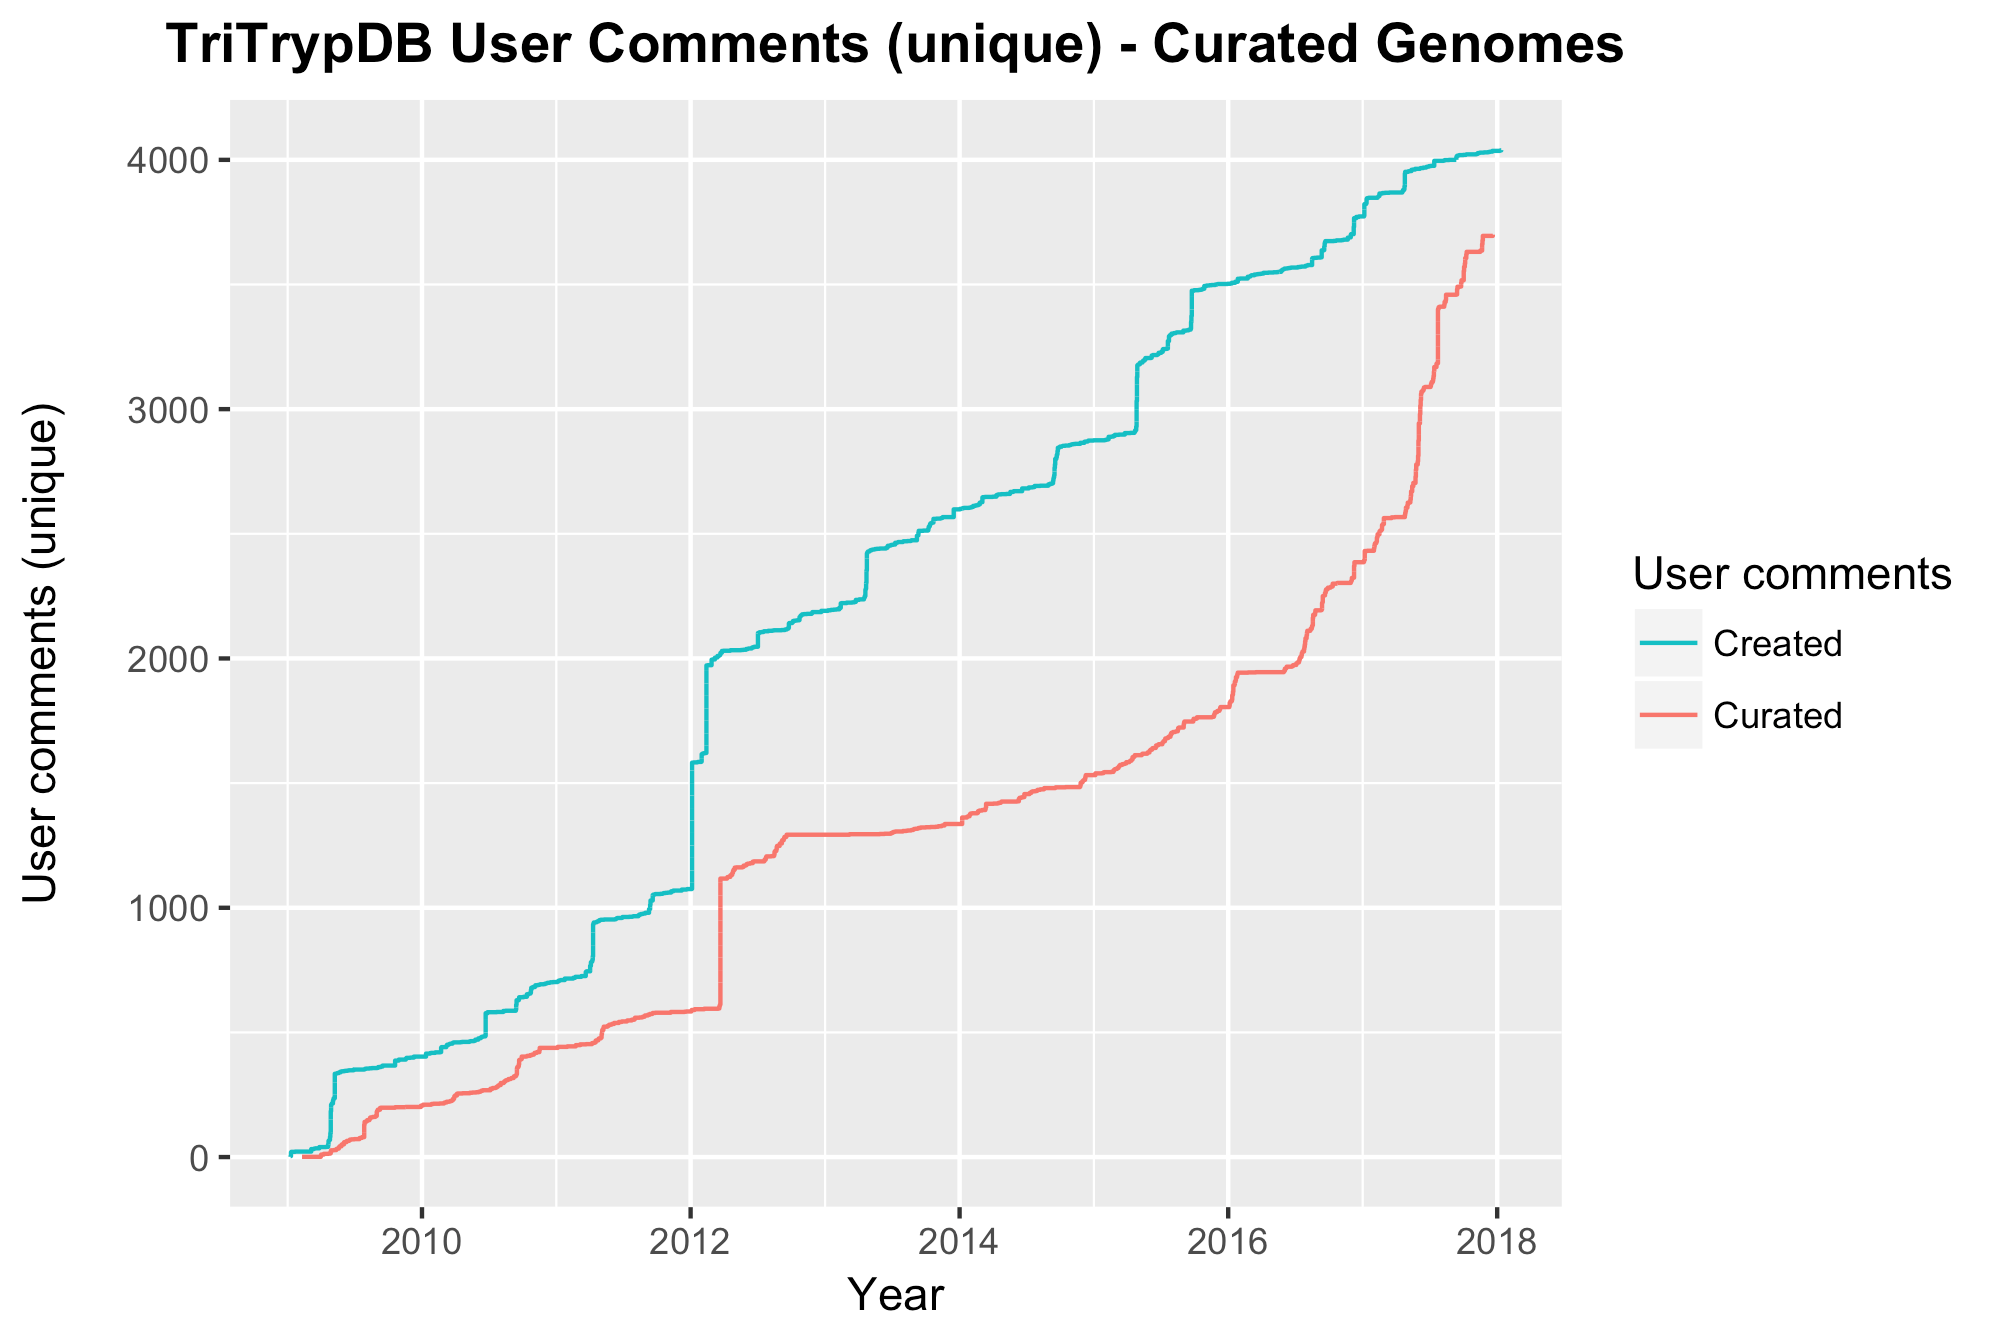 TriTrypDB User Comments (unique) - Curated Genomes
User comments (unique)
4000
3000
2000
1000
0
2010 2012 2014 2016 2018
Year
User comments
Created
Curated